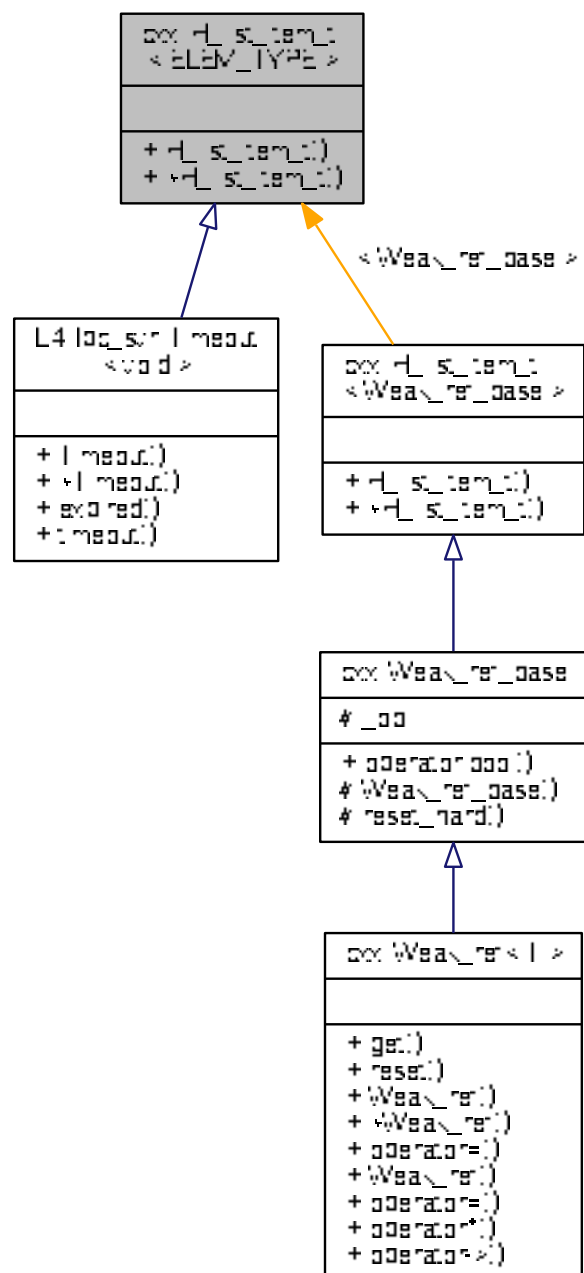 cxx::H_list_item_t
< ELEM_TYPE >
+ H_list_item_t()
+ ~H_list_item_t()
< Weak_ref_base >
L4::Ipc_svr::Timeout
< void >
+ Timeout()
+ ~Timeout()
+ expired()
+ timeout()
cxx::H_list_item_t
< Weak_ref_base >
+ H_list_item_t()
+ ~H_list_item_t()
cxx::Weak_ref_base
# _obj
+ operator bool()
# Weak_ref_base()
# reset_hard()
cxx::Weak_ref< T >
+ get()
+ reset()
+ Weak_ref()
+ ~Weak_ref()
+ operator=()
+ Weak_ref()
+ operator=()
+ operator*()
+ operator->()